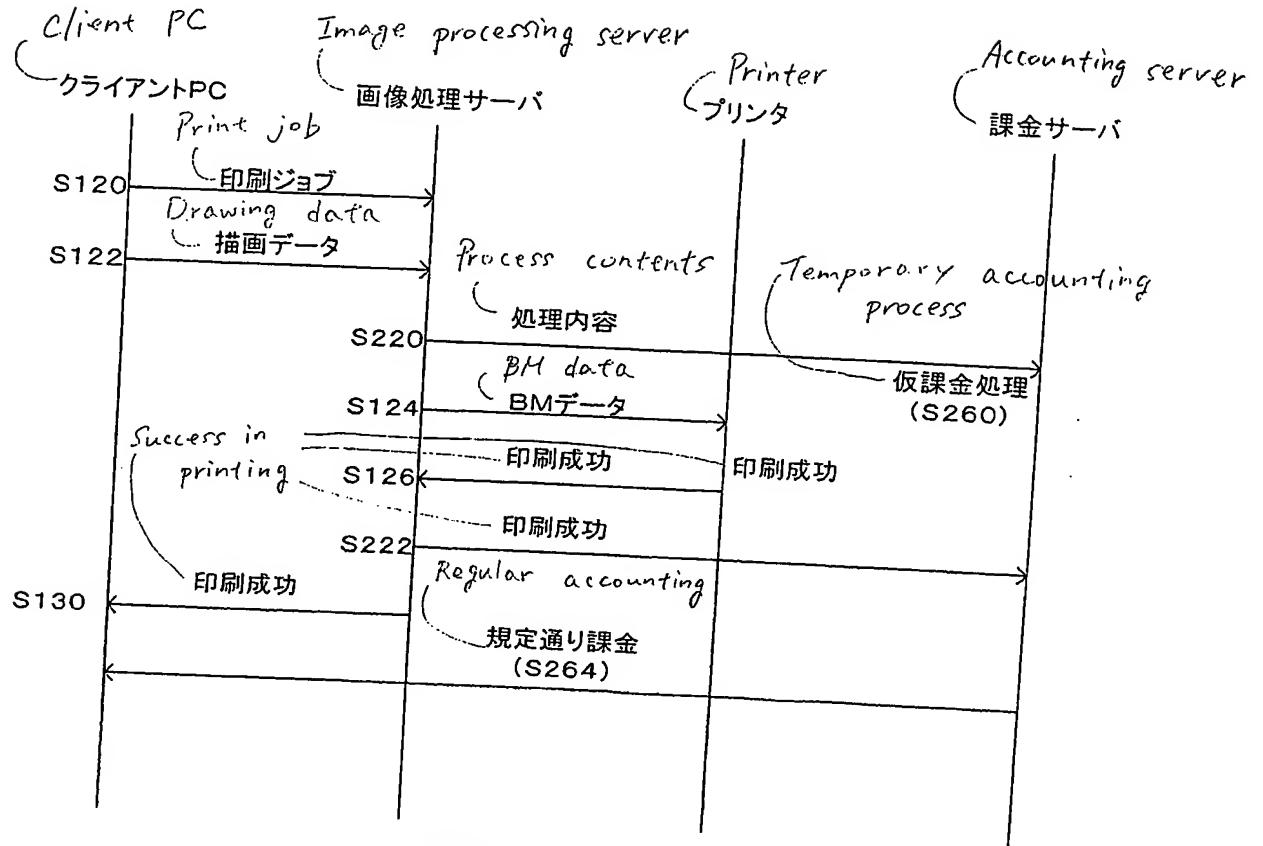 Client PC
Image processing server
Printer
Accounting server
クライアントPC
画像処理サーバ
プリンタ
課金サーバ
Print job
S120
印刷ジョブ
Drawing data
S122
描画データ
Process contents
Temporary accounting
process
処理内容
S220
仮課金処理
(S260)
BM data
S124
BMデータ
Success in
printing
印刷成功
印刷成功
S126
印刷成功
S222
印刷成功
S130
Regular accounting
規定通り課金
(S264)